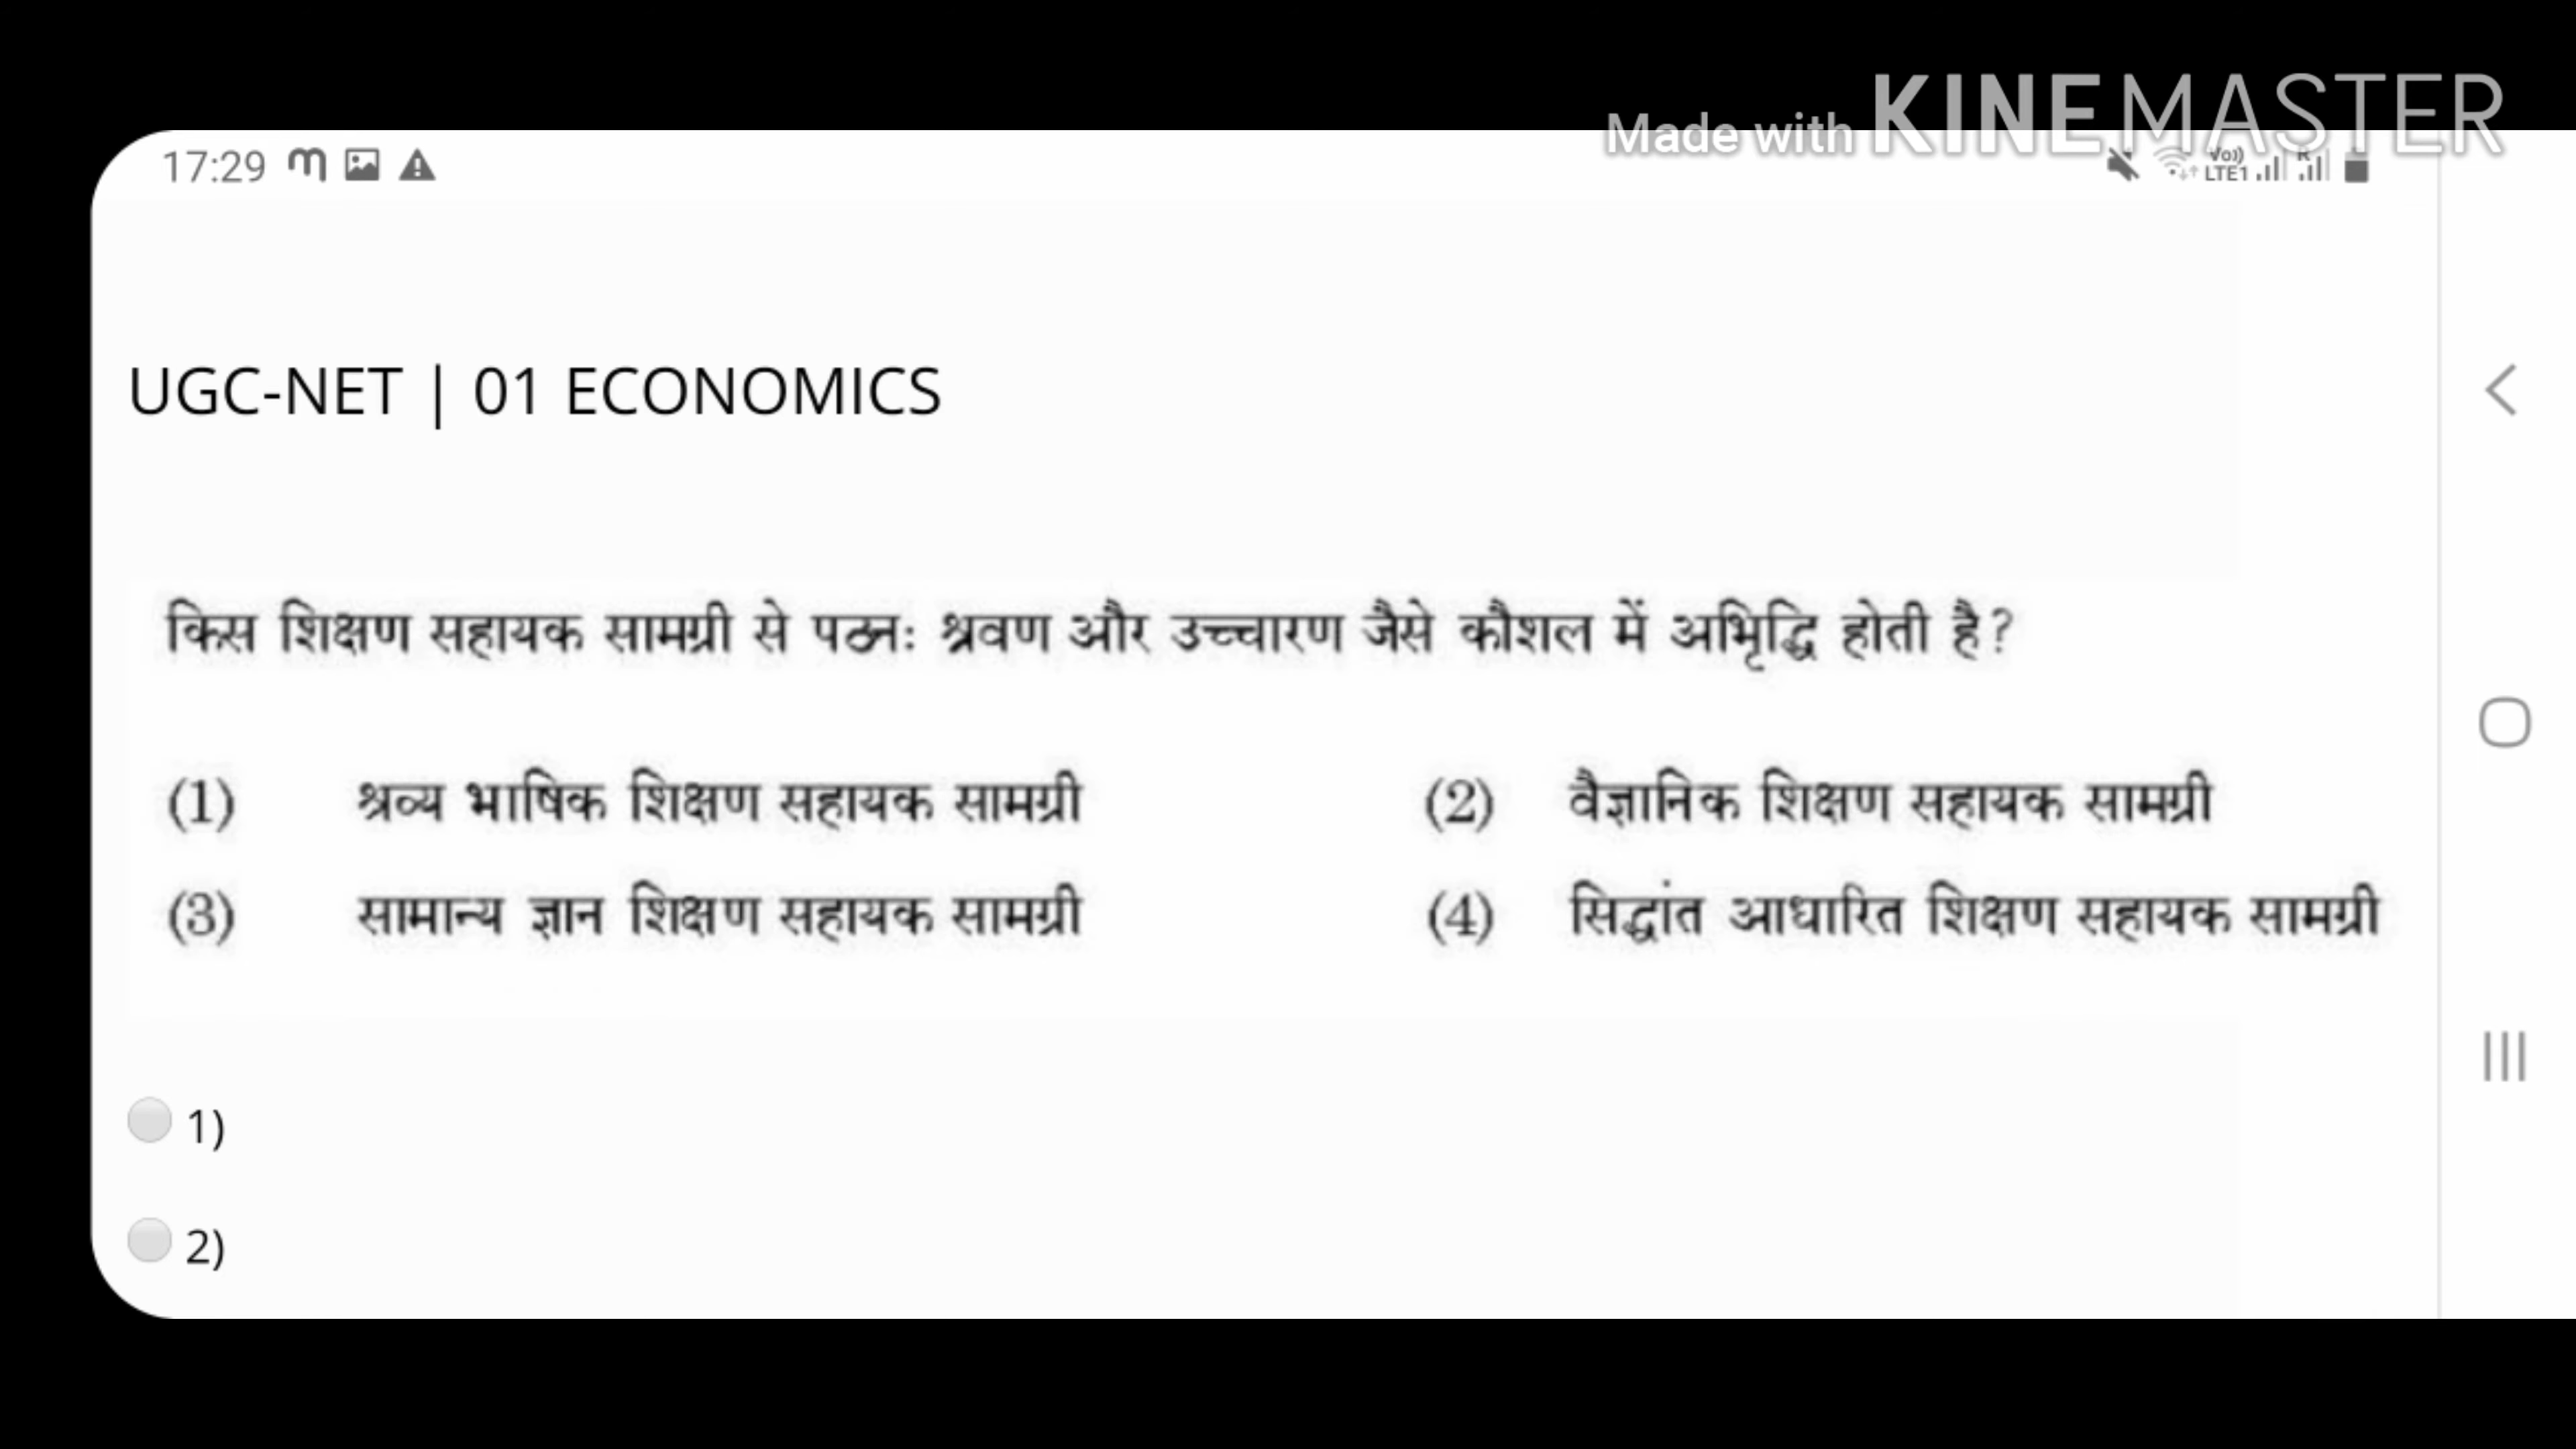 Made with KINEMASTER
17:29
Vo)) LTE1 R
UGC-NET | 01 ECONOMICS
किस शिक्षण सहायक सामग्री से पठनः श्रवण और उच्चारण जैसे कौशल में अभिृद्धि होती है?
(1) श्रव्य भाषिक शिक्षण सहायक सामग्री (2) वैज्ञानिक शिक्षण सहायक सामग्री
(3) सामान्य ज्ञान शिक्षण सहायक सामग्री (4) सिद्धांत आधारित शिक्षण सहायक सामग्री
1)
2)